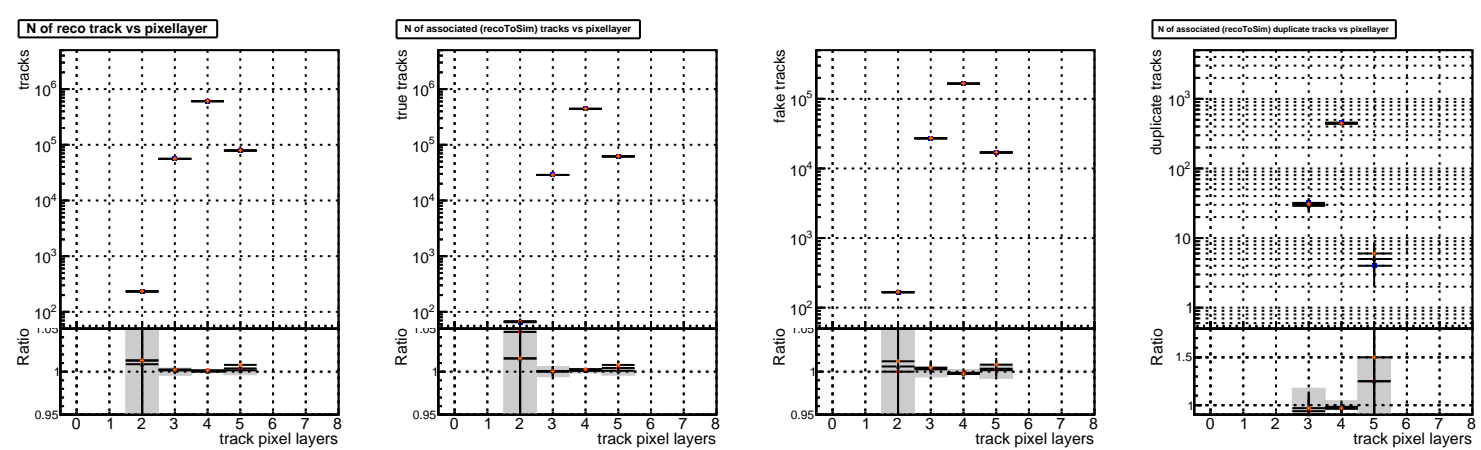 N of reco track vs pixellayer
tracks
10^6
10^5
10^4
10^3
10^2
1.05
1
0.95
Ratio
0 1 2 3 4 5 6 7 8
track pixel layers
N of associated (recoToSim) tracks vs pixellayer
true tracks
10^6
10^5
10^4
10^3
10^2
1.05
1
0.95
Ratio
0 1 2 3 4 5 6 7 8
track pixel layers
fake tracks
10^5
10^4
10^3
10^2
1.05
1
0.95
Ratio
0 1 2 3 4 5 6 7 8
track pixel layers
N of associated (recoToSim) duplicate tracks vs pixellayer
duplicate tracks
10^3
10^2
10
1
1.5
1
Ratio
0 1 2 3 4 5 6 7 8
track pixel layers